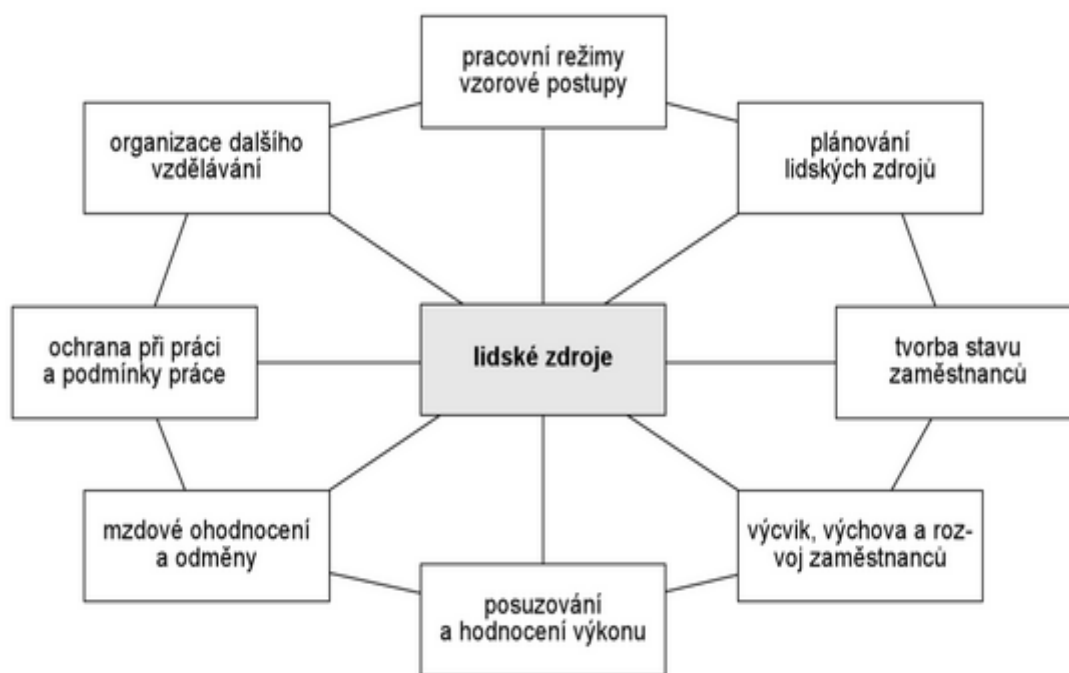 pracovní režimy
vzorové postupy
organizace dalšího
vzdělávání
plánování
lidských zdrojů
ochrana při práci
a podmínky práce
lidské zdroje
tvorba stavu
zaměstnanců
mzdové ohodnocení
a odměny
výcvik, výchova a roz-
voj zaměstnanců
posuzování
a hodnocení výkonu